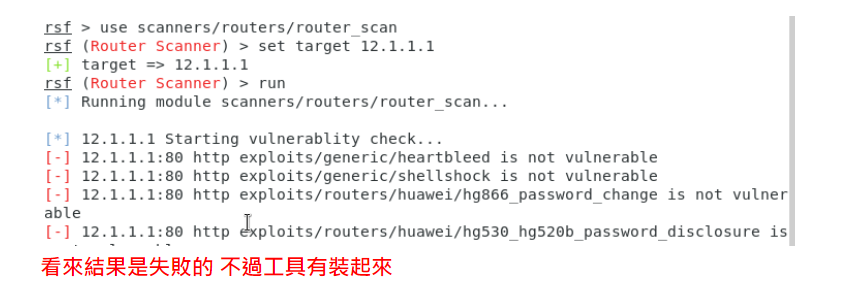 rsf > use scanners/routers/router_scan
rsf (Router Scanner) > set target 12.1.1.1
[+] target => 12.1.1.1
rsf (Router Scanner) > run
[*] Running module scanners/routers/router_scan...
[*] 12.1.1.1 Starting vulnerablity check...
[-] 12.1.1.1:80 http exploits/generic/heartbleed is not vulnerable
[-] 12.1.1.1:80 http exploits/generic/shellshock is not vulnerable
[-] 12.1.1.1:80 http exploits/routers/huawei/hg866_password_change is not vulner
able
[-] 12.1.1.1:80 http exploits/routers/huawei/hg530_hg520b_password_disclosure is
看來結果是失敗的 不過工具有裝起來